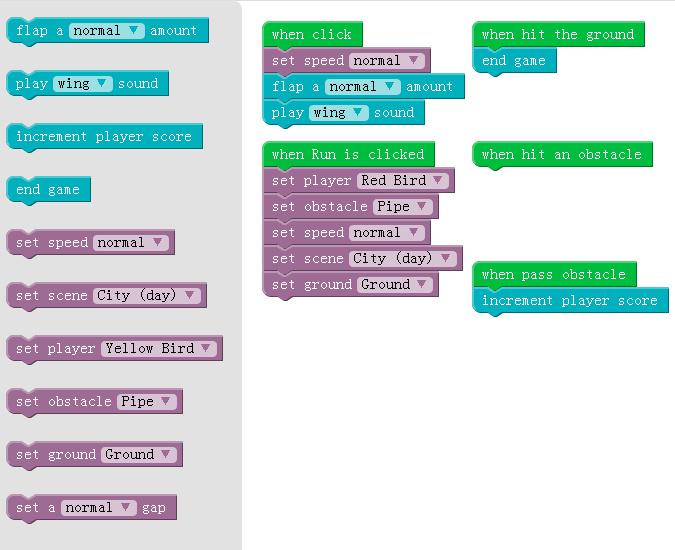 flap a normal amount
play wing sound
increment player score
end game
set speed normal
set scene City (day)
set player Yellow Bird
set obstacle Pipe
set ground Ground
set a normal gap
when click
set speed normal
flap a normal amount
play wing sound
when Run is clicked
set player Red Bird
set obstacle Pipe
set speed normal
set scene City (day)
set ground Ground
when hit the ground
end game
when hit an obstacle
when pass obstacle
increment player score